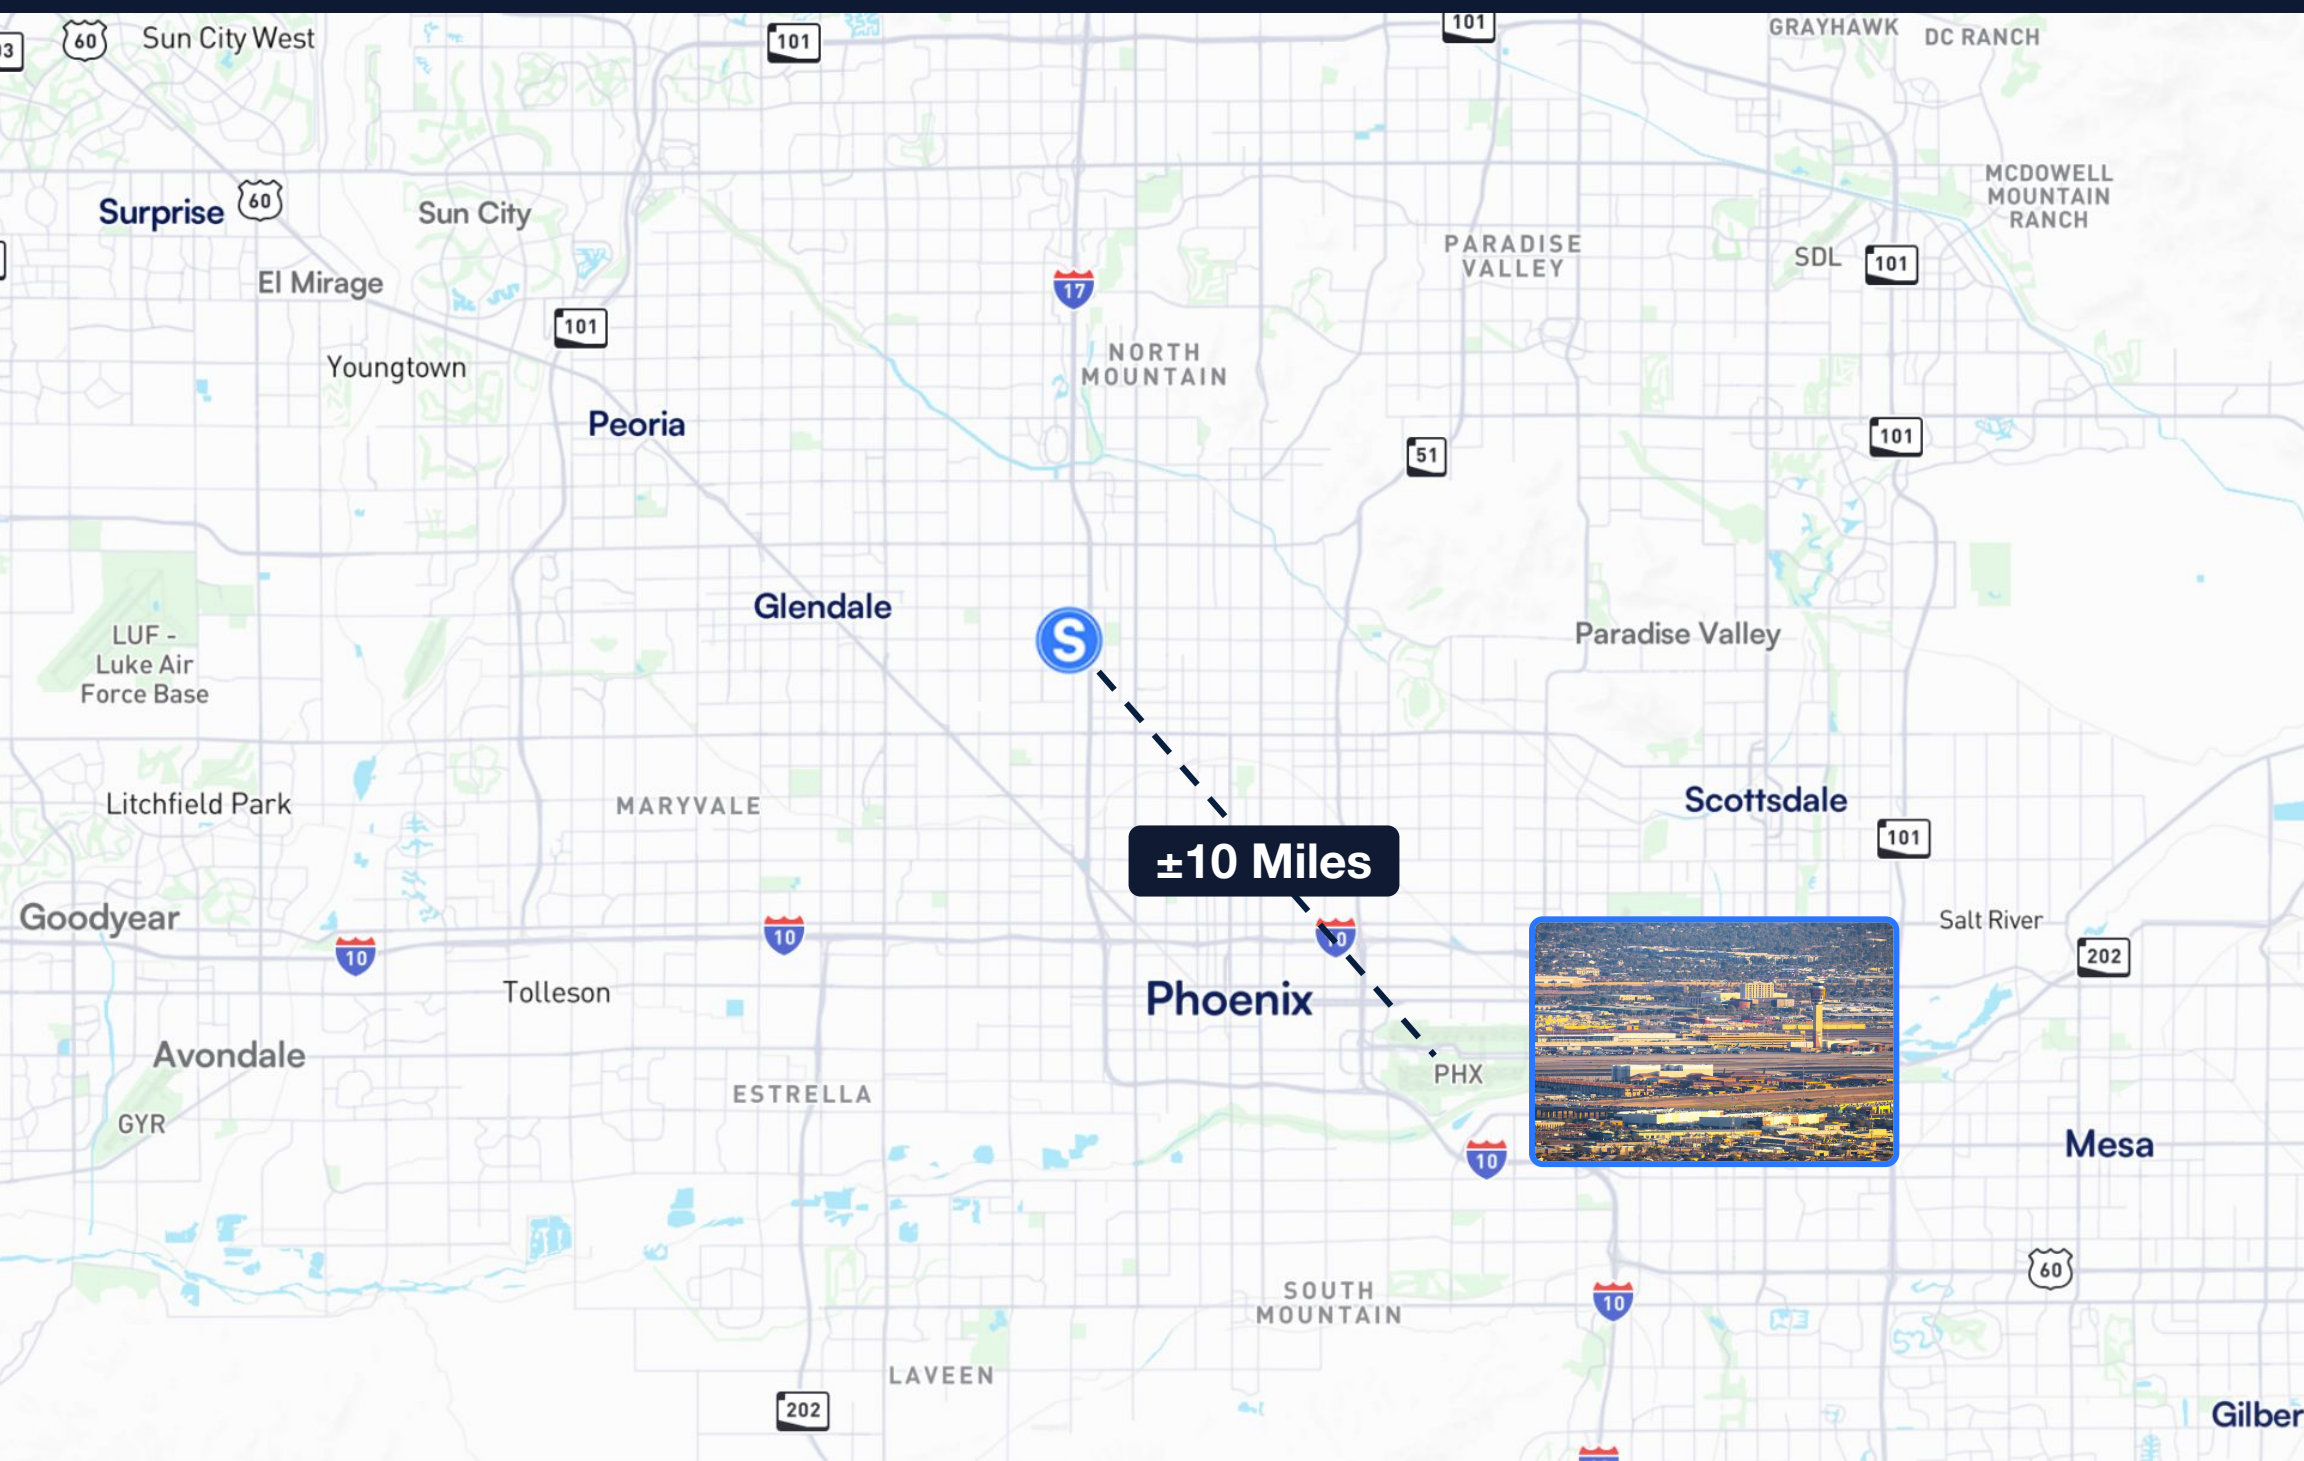 60
Sun City West
101
101
GRAYHAWK
DC RANCH
03
MCDOWELL
MOUNTAIN
RANCH
Surprise
60
Sun City
PARADISE
VALLEY
SDL
101
El Mirage
17
101
NORTH
MOUNTAIN
Youngtown
Peoria
51
101
Glendale
S
LUF -
Luke Air
Force Base
Paradise Valley
Litchfield Park
MARYVALE
Scottsdale
101
±10 Miles
Goodyear
10
10
10
Salt River
202
Tolleson
Phoenix
Avondale
PHX
ESTRELLA
GYR
10
Mesa
60
SOUTH
MOUNTAIN
10
LAVEEN
202
Gilber